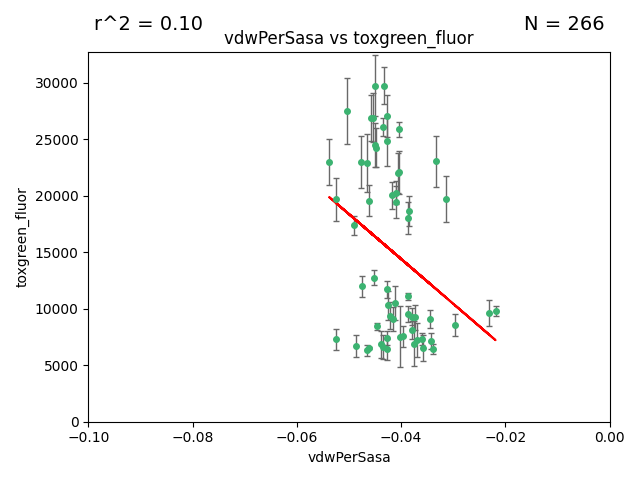 r^2 = 0.10
N = 266
vdwPerSasa vs toxgreen_fluor
toxgreen_fluor
30000
25000
20000
15000
10000
5000
0
−0.10
−0.08
−0.06
−0.04
−0.02
0.00
vdwPerSasa